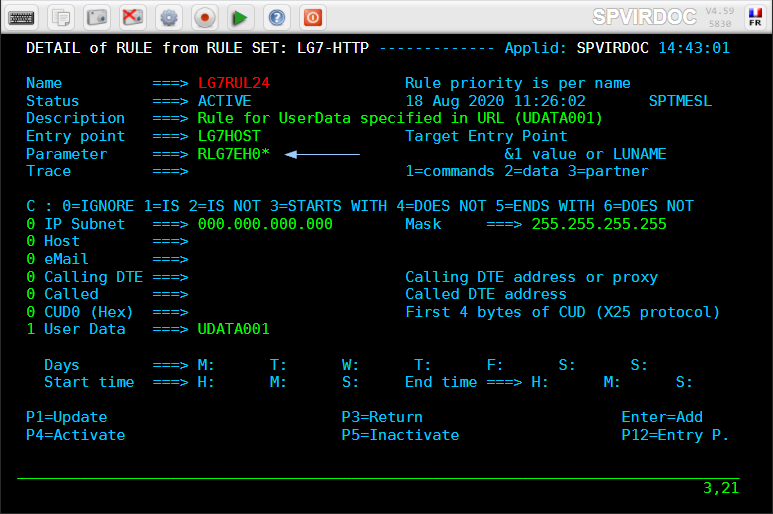 SPVIRDOC V4.59
5830
FR
DETAIL of RULE from RULE SET: LG7-HTTP ------------- Applid: SPVIRDOC 14:43:01
Name ===> LG7RUL24 Rule priority is per name
Status ===> ACTIVE 18 Aug 2020 11:26:02 SPTMESL
Description ===> Rule for UserData specified in URL (UDATA001)
Entry point ===> LG7HOST Target Entry Point
Parameter ===> RLG7EH0* &1 value or LUNAME
Trace ===> 1=commands 2=data 3=partner
C : 0=IGNORE 1=IS 2=IS NOT 3=STARTS WITH 4=DOES NOT 5=ENDS WITH 6=DOES NOT
0 IP Subnet ===> 000.000.000.000 Mask ===> 255.255.255.255
0 Host ===>
0 eMail ===>
0 Calling DTE ===> Calling DTE address or proxy
0 Called ===> Called DTE address
0 CUD0 (Hex) ===> First 4 bytes of CUD (X25 protocol)
1 User Data ===> UDATA001
Days ===> M: T: W: T: F: S: S:
Start time ===> H: M: S: End time ===> H: M: S:
P1=Update P3=Return Enter=Add
P4=Activate P5=Inactivate P12=Entry P.
3,21